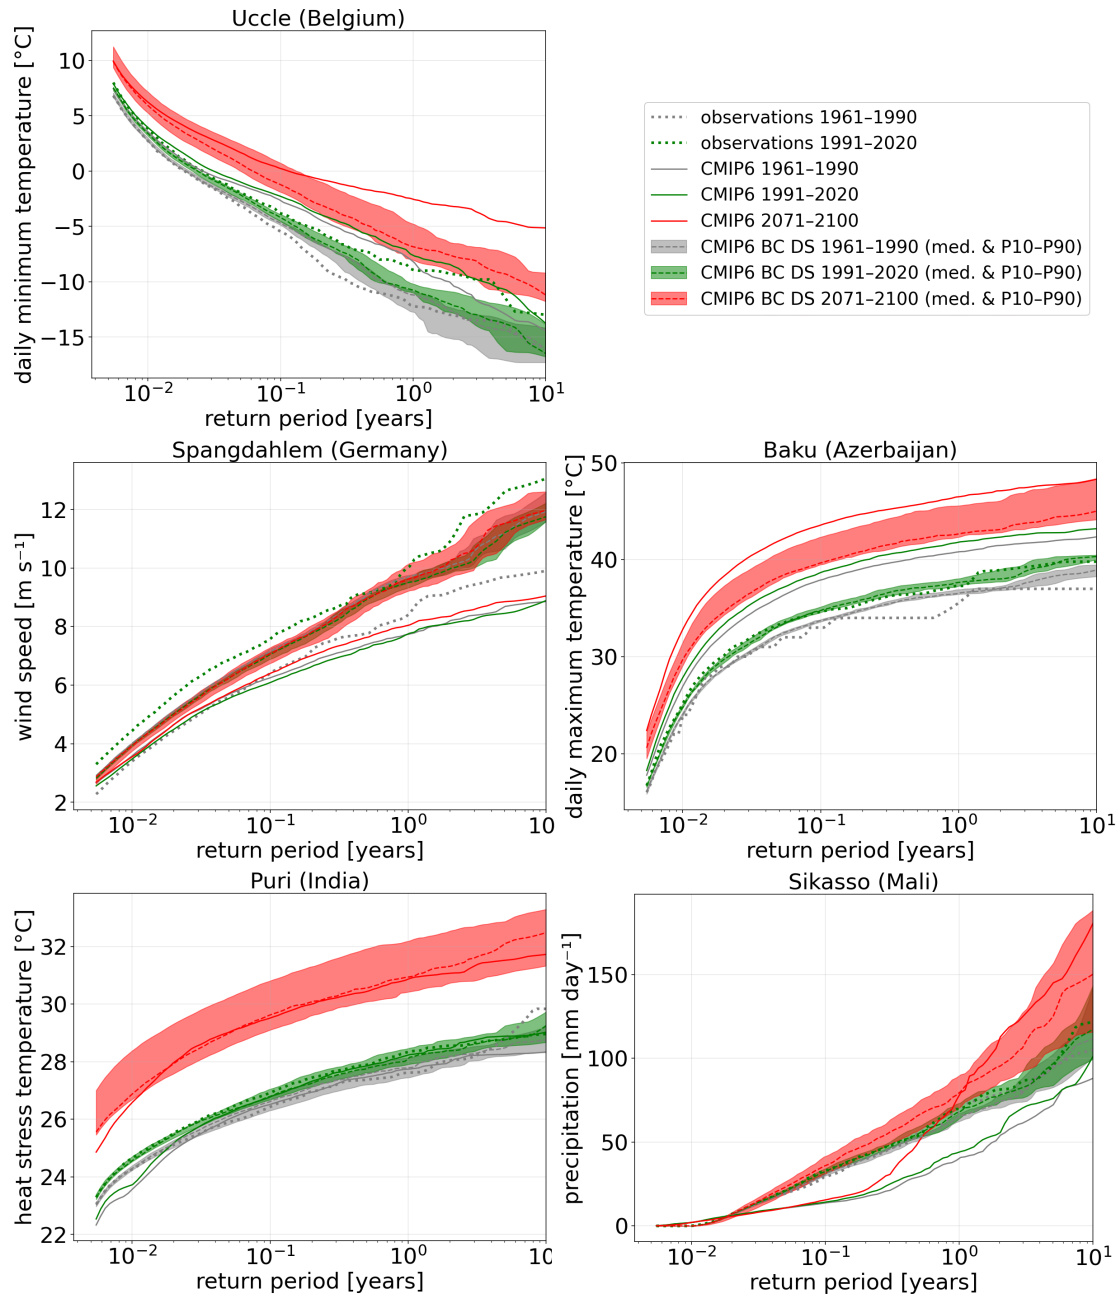 Uccle (Belgium)
daily minimum temperature [°C]
10
5
0
−5
−10
−15
10⁻² 10⁻¹ 10⁰ 10¹
return period [years]
observations 1961–1990
observations 1991–2020
CMIP6 1961–1990
CMIP6 1991–2020
CMIP6 2071–2100
CMIP6 BC DS 1961–1990 (med. & P10–P90)
CMIP6 BC DS 1991–2020 (med. & P10–P90)
CMIP6 BC DS 2071–2100 (med. & P10–P90)
Spangdahlem (Germany)
wind speed [m s⁻¹]
12
10
8
6
4
2
10⁻² 10⁻¹ 10⁰ 10
return period [years]
Baku (Azerbaijan)
daily maximum temperature [°C]
50
40
30
20
10⁻² 10⁻¹ 10⁰ 10¹
return period [years]
Puri (India)
heat stress temperature [°C]
32
30
28
26
24
22
10⁻² 10⁻¹ 10⁰ 10
return period [years]
Sikasso (Mali)
precipitation [mm day⁻¹]
150
100
50
0
10⁻² 10⁻¹ 10⁰ 10¹
return period [years]